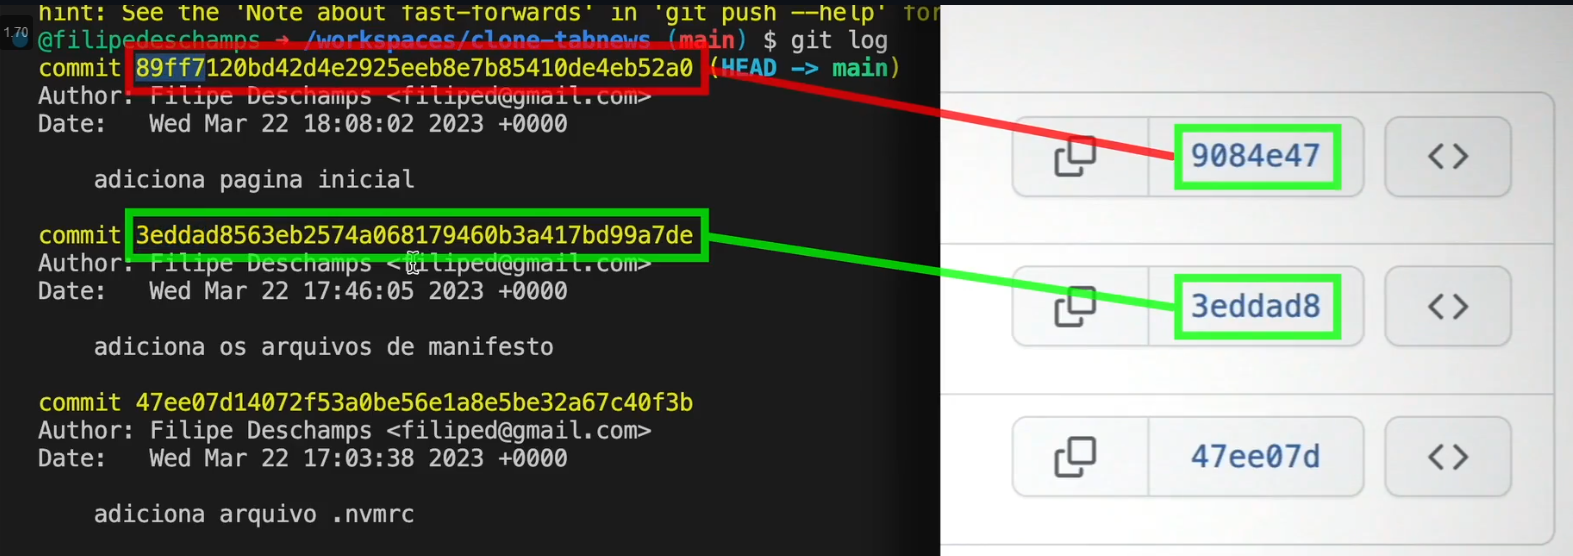 hint: See the 'Note about fast-forwards' in 'git push --help' for
1.70
@filipedeschamps ➜ /workspaces/clone-tabnews (main) $ git log
commit 89ff7120bd42d4e2925eeb8e7b85410de4eb52a0 (HEAD -> main)
Author: Filipe Deschamps <filiped@gmail.com>
Date:   Wed Mar 22 18:08:02 2023 +0000
adiciona pagina inicial
commit 3eddad8563eb2574a068179460b3a417bd99a7de
Author: Filipe Deschamps <filiped@gmail.com>
Date:   Wed Mar 22 17:46:05 2023 +0000
adiciona os arquivos de manifesto
commit 47ee07d14072f53a0be56e1a8e5be32a67c40f3b
Author: Filipe Deschamps <filiped@gmail.com>
Date:   Wed Mar 22 17:03:38 2023 +0000
adiciona arquivo .nvmrc
9084e47
3eddad8
47ee07d